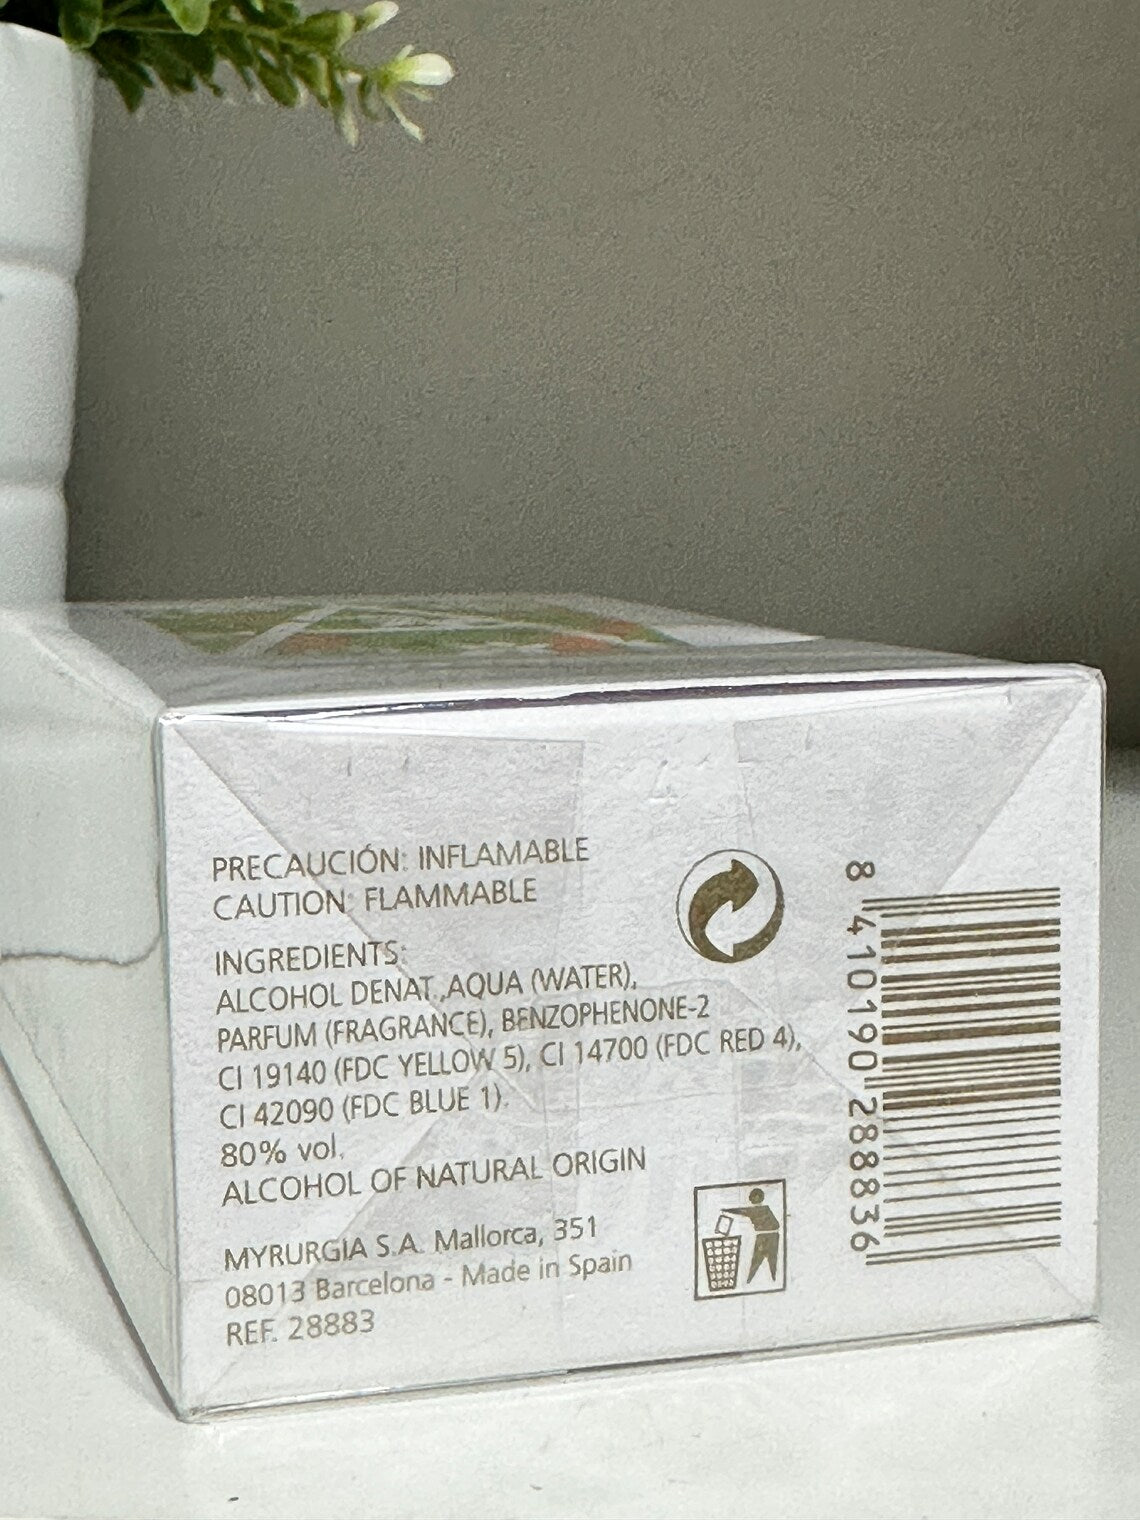 PRECAUCIÓN: INFLAMABLE
CAUTION: FLAMMABLE
INGREDIENTS:
ALCOHOL DENAT.,AQUA (WATER),
PARFUM (FRAGRANCE), BENZOPHENONE-2
CI 19140 (FDC YELLOW 5), CI 14700 (FDC RED 4),
CI 42090 (FDC BLUE 1).
80% vol.
ALCOHOL OF NATURAL ORIGIN
MYRURGIA S.A. Mallorca, 351
08013 Barcelona - Made in Spain
REF. 28883
8 410190 288836